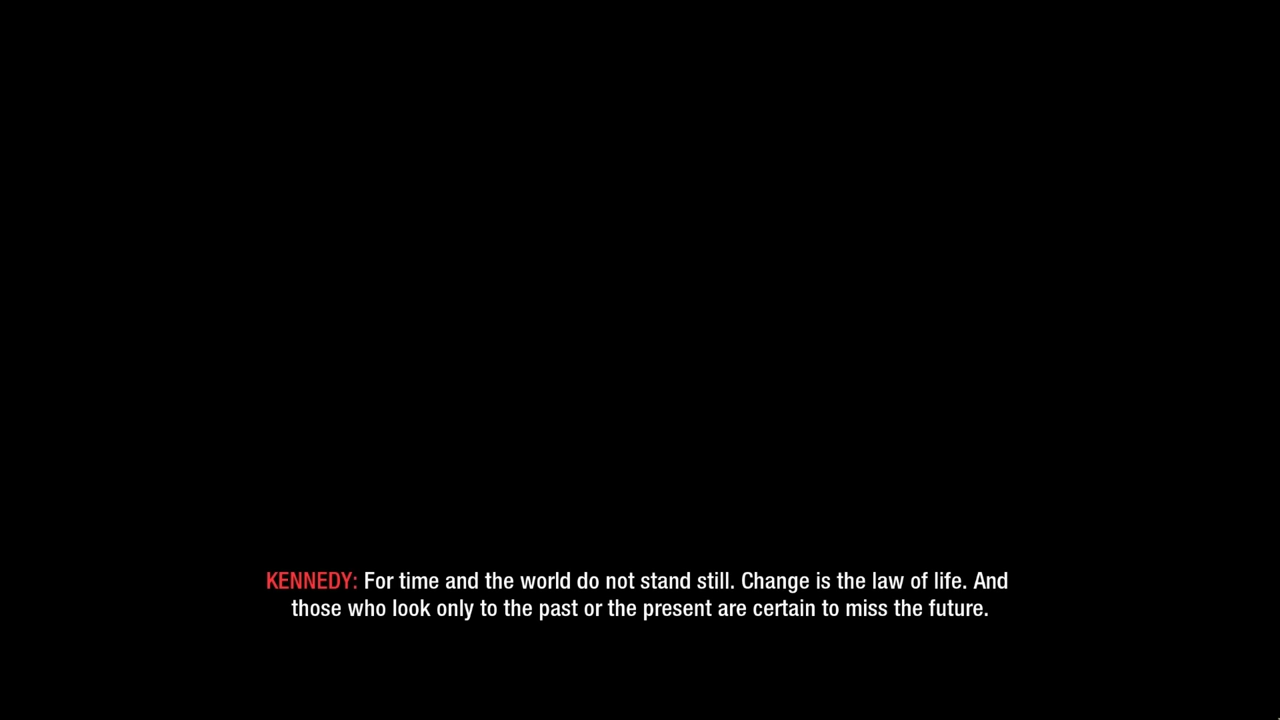 KENNEDY: For time and the world do not stand still. Change is the law of life. And
those who look only to the past or the present are certain to miss the future.